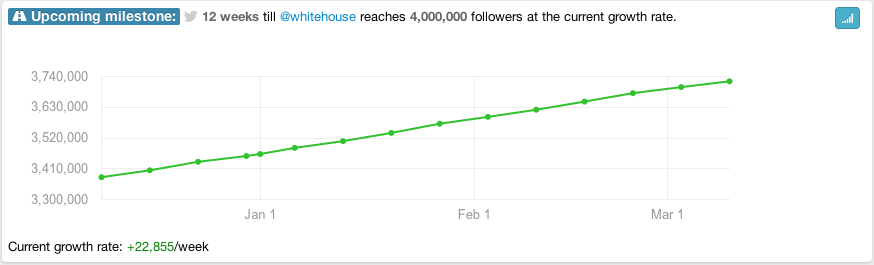 Upcoming milestone: 12 weeks till @whitehouse reaches 4,000,000 followers at the current growth rate.
3,740,000
3,630,000
3,520,000
3,410,000
3,300,000
Jan 1 Feb 1 Mar 1
Current growth rate: +22,855/week